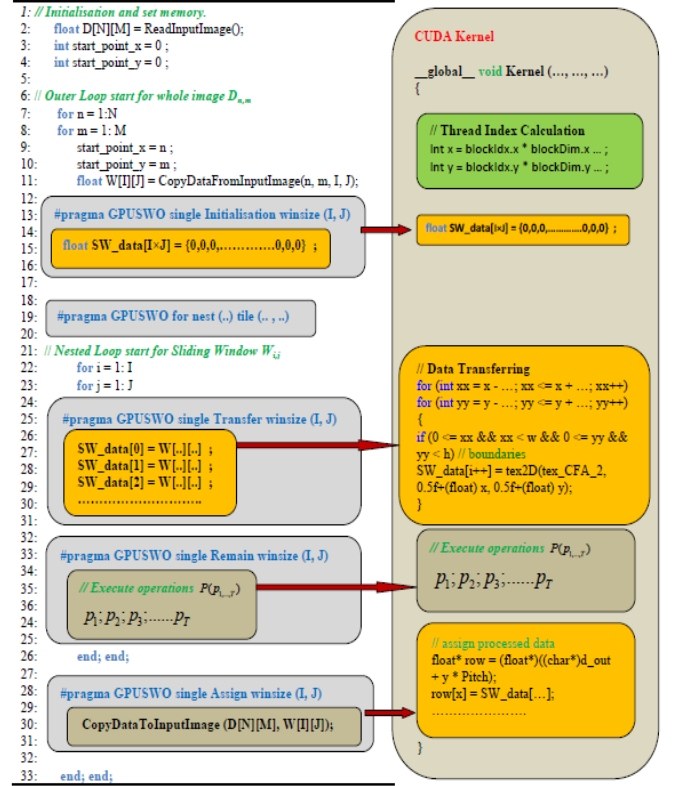 1: // Initialisation and set memory.
2: float D[N][M] = ReadInputImage();
3: int start_point_x = 0 ;
4: int start_point_y = 0 ;
5:
6: // Outer Loop start for whole image Dn,m
7: for n = 1:N
8: for m = 1: M
9: start_point_x = n ;
10: start_point_y = m ;
11: float W[I][J] = CopyDataFromInputImage(n, m, I, J);
12:
13: #pragma GPUSWO single Initialisation winsize (I, J)
14:
15: float SW_data[I×J] = {0,0,0,…………0,0,0} ;
16:
17:
18:
19: #pragma GPUSWO for nest (..) tile (.. , ..)
20:
21: // Nested Loop start for Sliding Window Wi,j
22: for i = 1: I
23: for j = 1: J
24:
25: #pragma GPUSWO single Transfer winsize (I, J)
26:
27: SW_data[0] = W[..][..] ;
28: SW_data[1] = W[..][..] ;
29: SW_data[2] = W[..][..] ;
30: ……………………….
31:
32:
33: #pragma GPUSWO single Remain winsize (I, J)
34:
35: // Execute operations P(p1,..,T)
36:
24: p1; p2; p3;……pT
25:
26: end; end;
27:
28: #pragma GPUSWO single Assign winsize (I, J)
29:
30: CopyDataToInputImage (D[N][M], W[I][J]);
31:
32:
33: end; end;
CUDA Kernel
__global__ void Kernel (…, …, …)
{
// Thread Index Calculation
Int x = blockIdx.x * blockDim.x ... ;
Int y = blockIdx.y * blockDim.y ... ;
float SW_data[I×J] = {0,0,0,…………0,0,0} ;
// Data Transferring
for (int xx = x - …; xx <= x + …; xx++)
for (int yy = y - …; yy <= y + …; yy++)
{
if (0 <= xx && xx < w && 0 <= yy &&
yy < h) // boundaries
SW_data[i++] = tex2D(tex_CFA_2,
0.5f+(float) x, 0.5f+(float) y);
}
// Execute operations P(p1,..,T)
p1; p2; p3;……pT
// assign processed data
float* row = (float*)((char*)d_out
+ y * Pitch);
row[x] = SW_data[…];
…………………
}